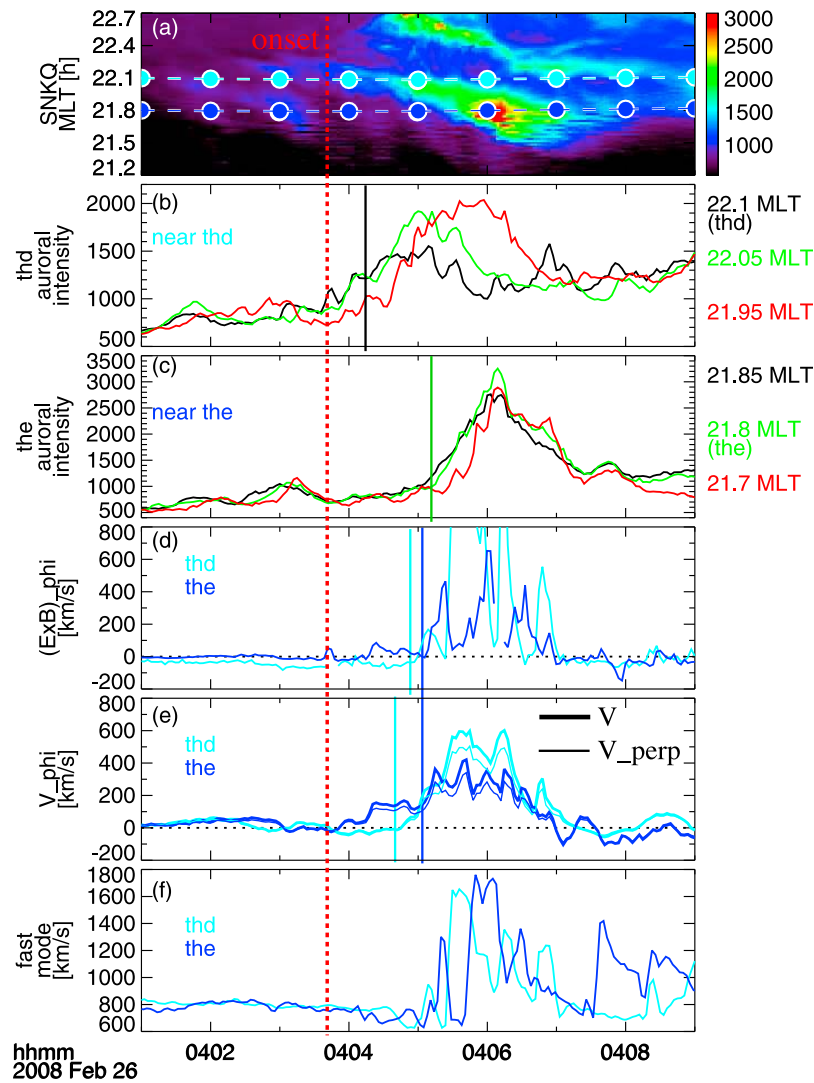 (a)
onset
SNKQ
MLT [h]
22.7
22.4
22.1
21.8
21.5
21.2
3000
2500
2000
1500
1000
(b)
near thd
thd
auroral
intensity
2000
1500
1000
500
22.1 MLT
(thd)
22.05 MLT
21.95 MLT
(c)
near the
the
auroral
intensity
3500
3000
2500
2000
1500
1000
500
21.85 MLT
21.8 MLT
(the)
21.7 MLT
(d)
thd
the
(ExB)_phi
[km/s]
800
600
400
200
0
-200
(e)
thd
the
V
V_perp
V_phi
[km/s]
800
600
400
200
0
-200
(f)
thd
the
fast
mode
[km/s]
1800
1600
1400
1200
1000
800
600
hhmm
2008 Feb 26
0402
0404
0406
0408